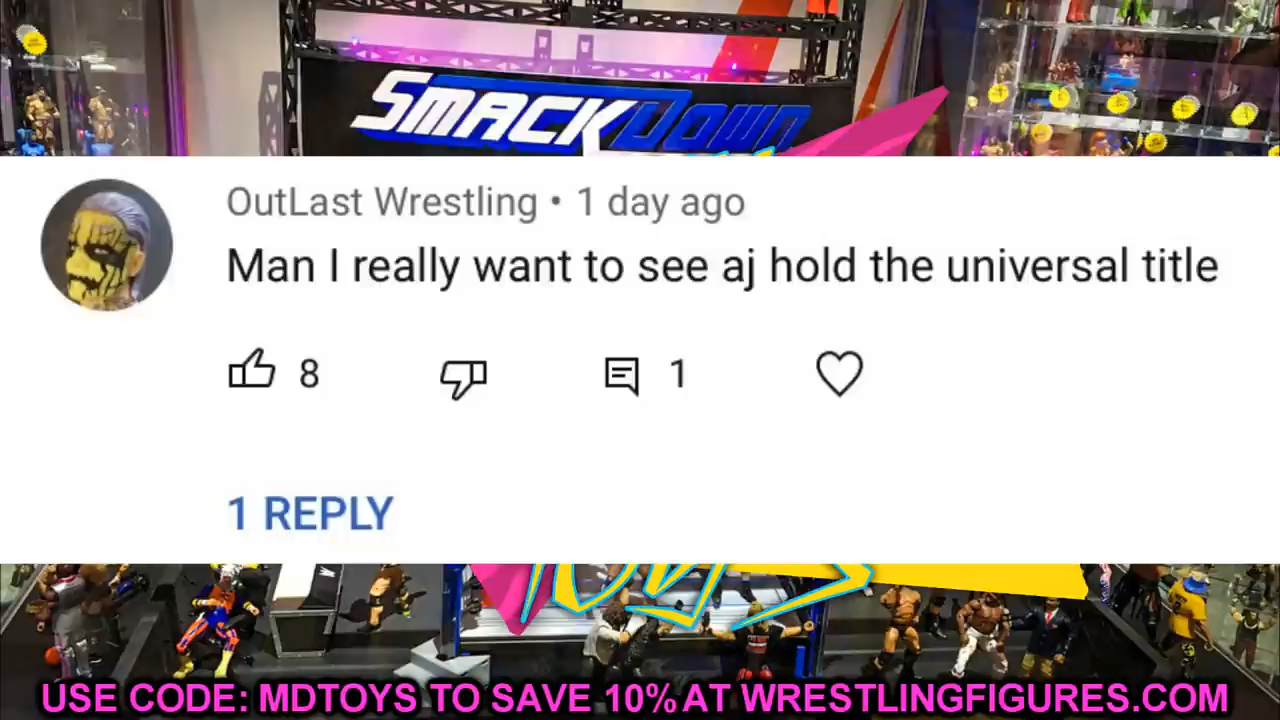 SMACKDOWN
OutLast Wrestling • 1 day ago
Man I really want to see aj hold the universal title
8
1
1 REPLY
TOYS
USE CODE: MDTOYS TO SAVE 10% AT WRESTLINGFIGURES.COM